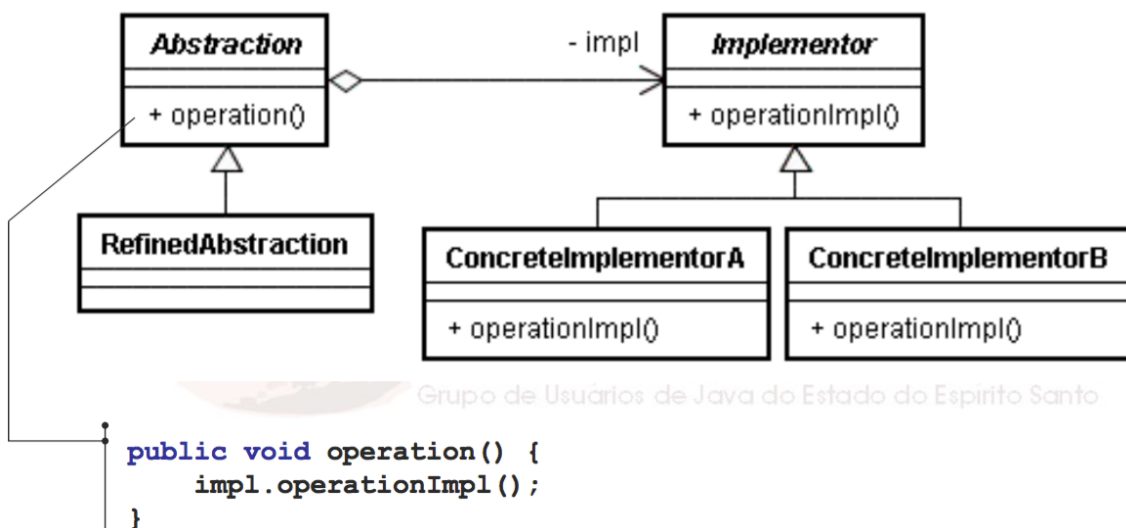 Abstraction
- impl
Implementor
+ operation()
+ operationImpl()
RefinedAbstraction
ConcreteImplementorA
ConcreteImplementorB
+ operationImpl()
+ operationImpl()
Grupo de Usuários de Java do Estado do Espírito Santo
public void operation() {
impl.operationImpl();
}